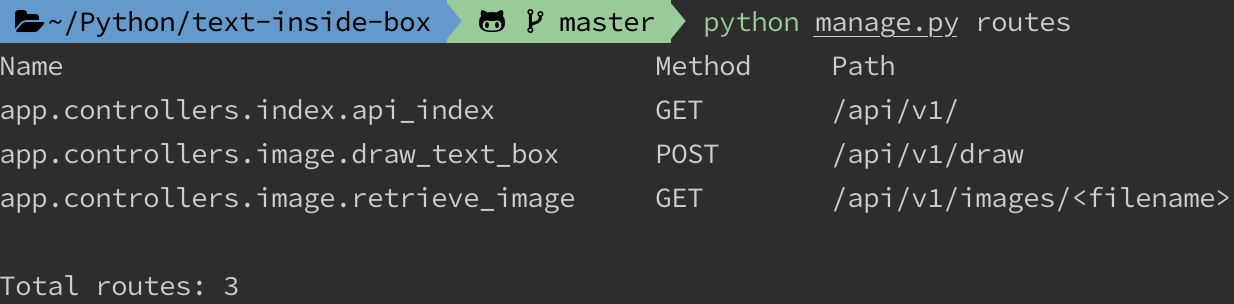 ~/Python/text-inside-box master python manage.py routes
Name Method Path
app.controllers.index.api_index GET /api/v1/
app.controllers.image.draw_text_box POST /api/v1/draw
app.controllers.image.retrieve_image GET /api/v1/images/<filename>
Total routes: 3